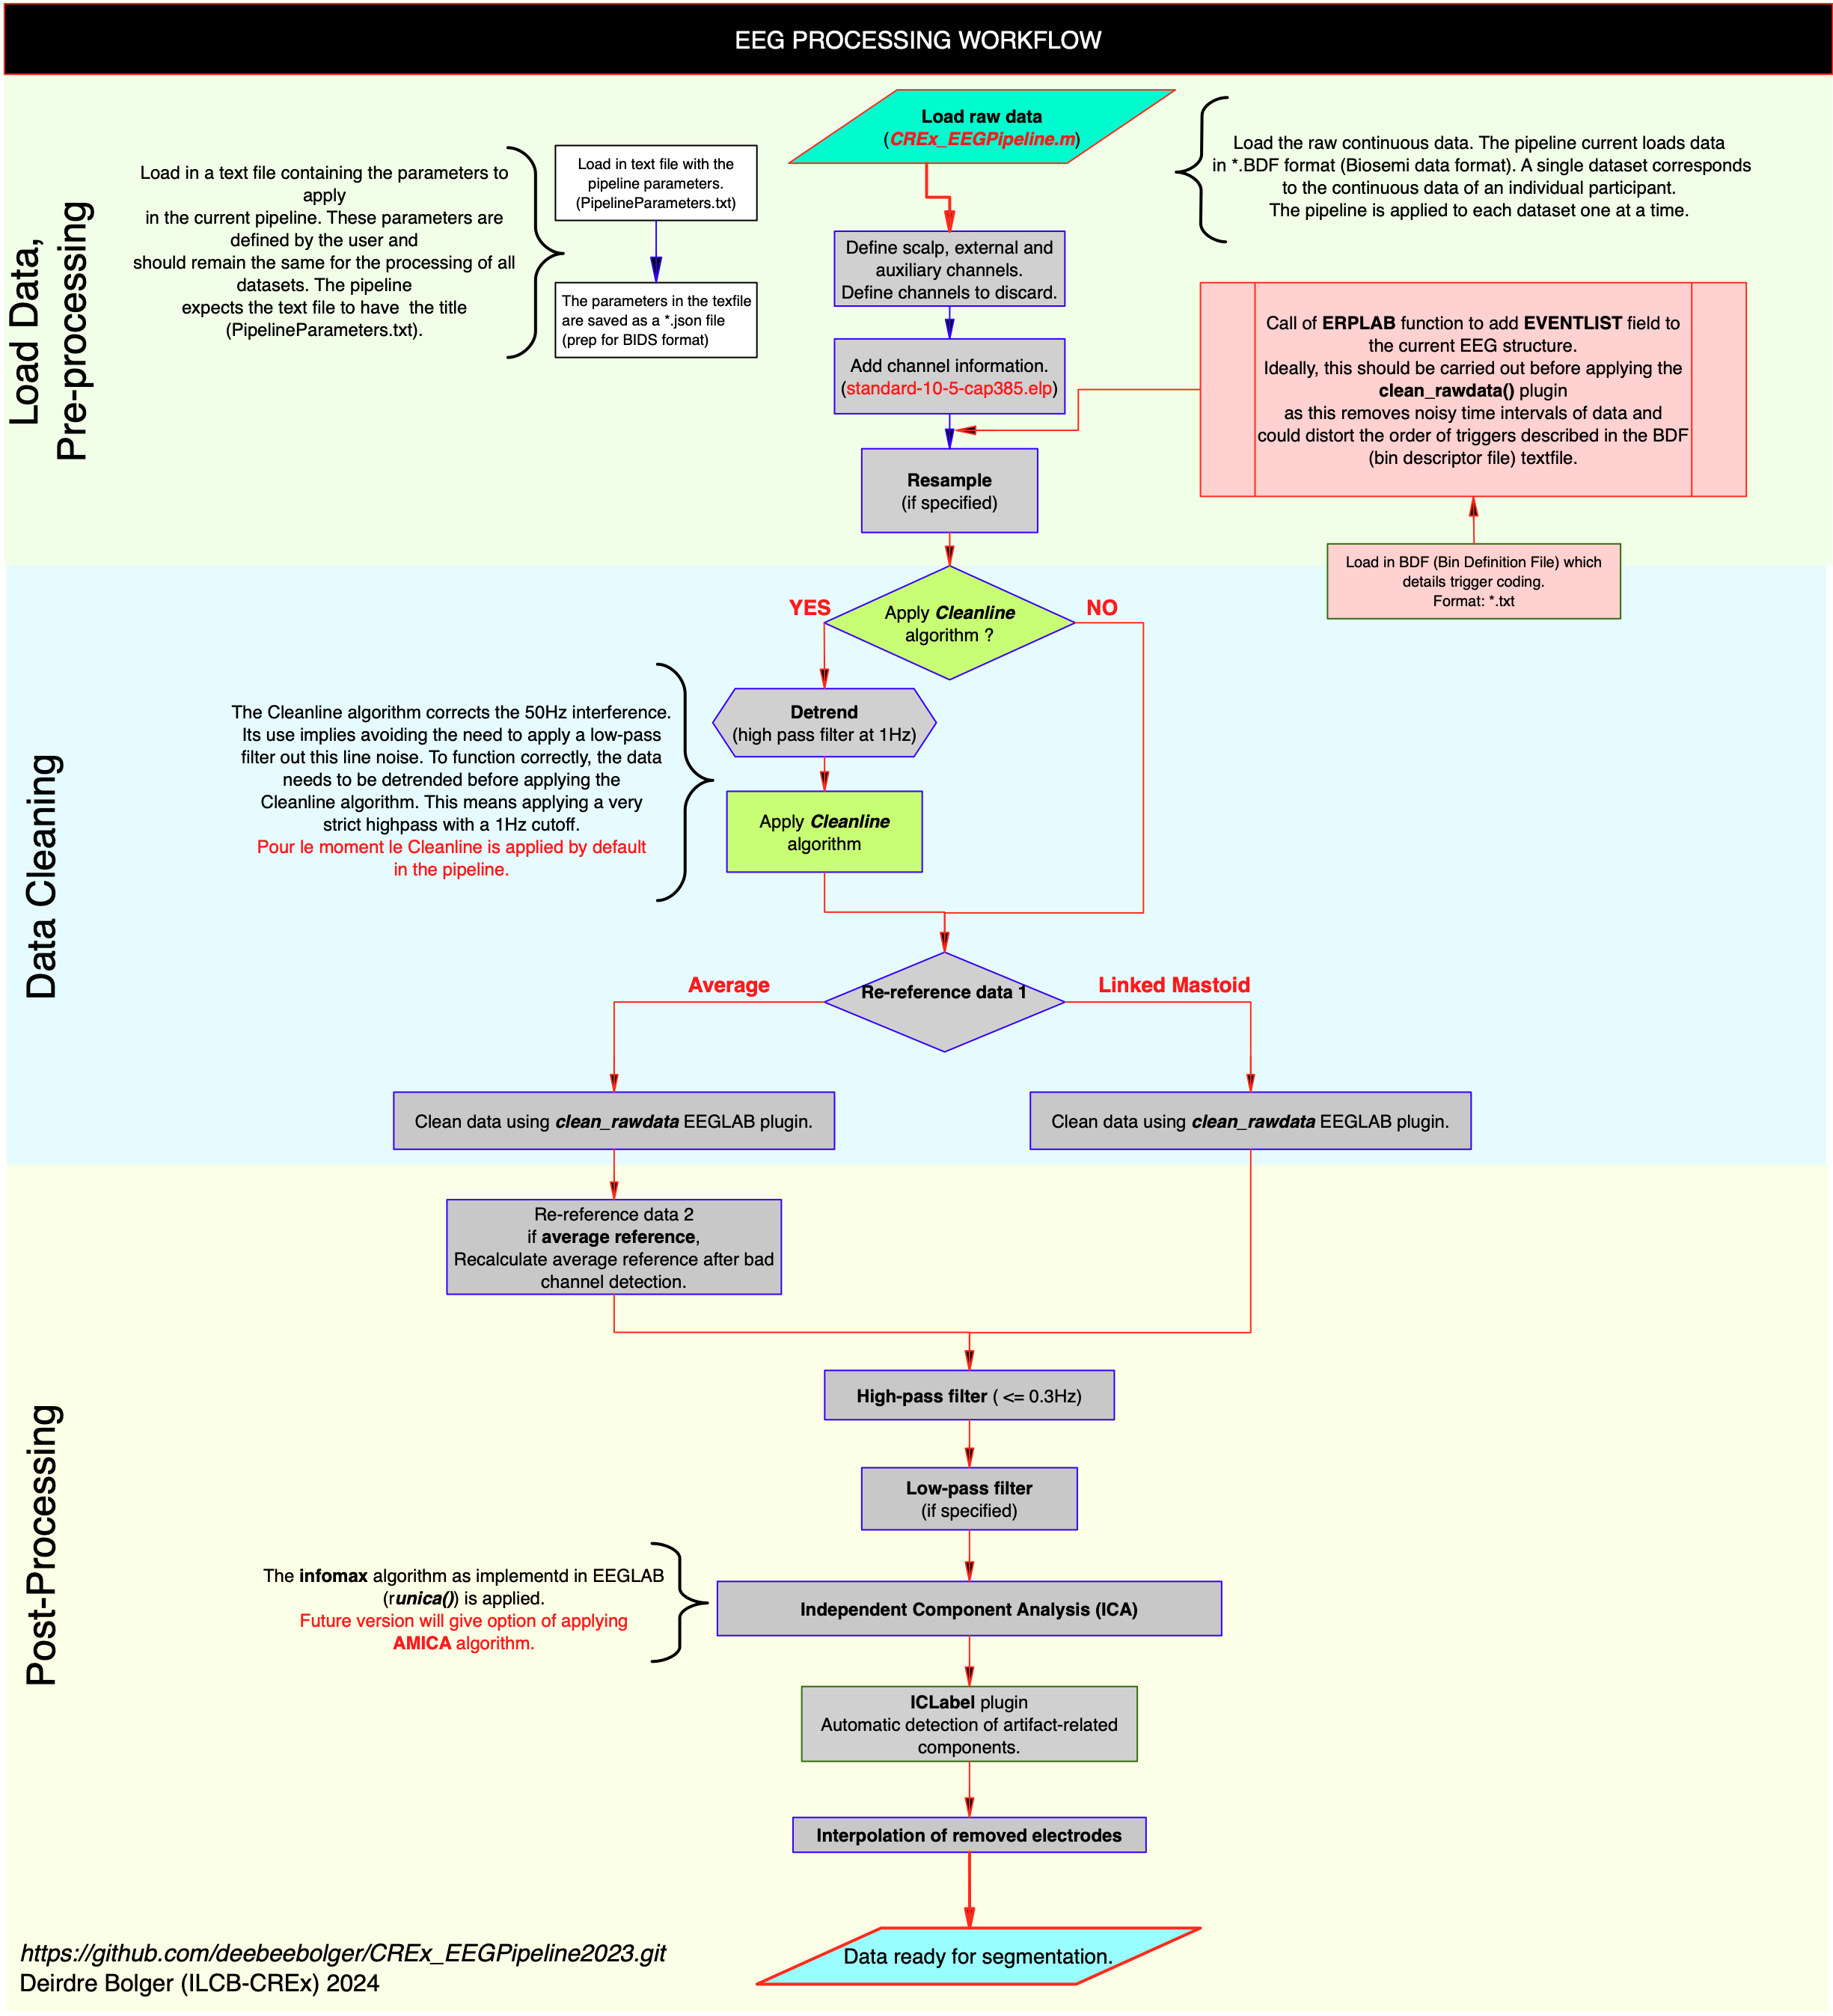 EEG PROCESSING WORKFLOW
Load Data,
Pre-processing
Load in a text file containing the parameters to
apply
in the current pipeline. These parameters are
defined by the user and
should remain the same for the processing of all
datasets. The pipeline
expects the text file to have the title
(PipelineParameters.txt).
Load in text file with the
pipeline parameters.
(PipelineParameters.txt)
The parameters in the texfile
are saved as a *.json file
(prep for BIDS format)
Load raw data
(CREx_EEGPipeline.m)
Load the raw continuous data. The pipeline current loads data
in *.BDF format (Biosemi data format). A single dataset corresponds
to the continuous data of an individual participant.
The pipeline is applied to each dataset one at a time.
Define scalp, external and
auxiliary channels.
Define channels to discard.
Add channel information.
(standard-10-5-cap385.elp)
Call of ERPLAB function to add EVENTLIST field to
the current EEG structure.
Ideally, this should be carried out before applying the
clean_rawdata() plugin
as this removes noisy time intervals of data and
could distort the order of triggers described in the BDF
(bin descriptor file) textfile.
Resample
(if specified)
Load in BDF (Bin Definition File) which
details trigger coding.
Format: *.txt
Data Cleaning
YES
Apply Cleanline
algorithm ?
NO
Detrend
(high pass filter at 1Hz)
The Cleanline algorithm corrects the 50Hz interference.
Its use implies avoiding the need to apply a low-pass
filter out this line noise. To function correctly, the data
needs to be detrended before applying the
Cleanline algorithm. This means applying a very
strict highpass with a 1Hz cutoff.
Pour le moment le Cleanline is applied by default
in the pipeline.
Apply Cleanline
algorithm
Average
Re-reference data 1
Linked Mastoid
Clean data using clean_rawdata EEGLAB plugin.
Clean data using clean_rawdata EEGLAB plugin.
Post-Processing
Re-reference data 2
if average reference,
Recalculate average reference after bad
channel detection.
High-pass filter ( <= 0.3Hz)
Low-pass filter
(if specified)
The infomax algorithm as implementd in EEGLAB
(runica()) is applied.
Future version will give option of applying
AMICA algorithm.
Independent Component Analysis (ICA)
ICLabel plugin
Automatic detection of artifact-related
components.
Interpolation of removed electrodes
Data ready for segmentation.
https://github.com/deebeebolger/CREx_EEGPipeline2023.git
Deirdre Bolger (ILCB-CREx) 2024